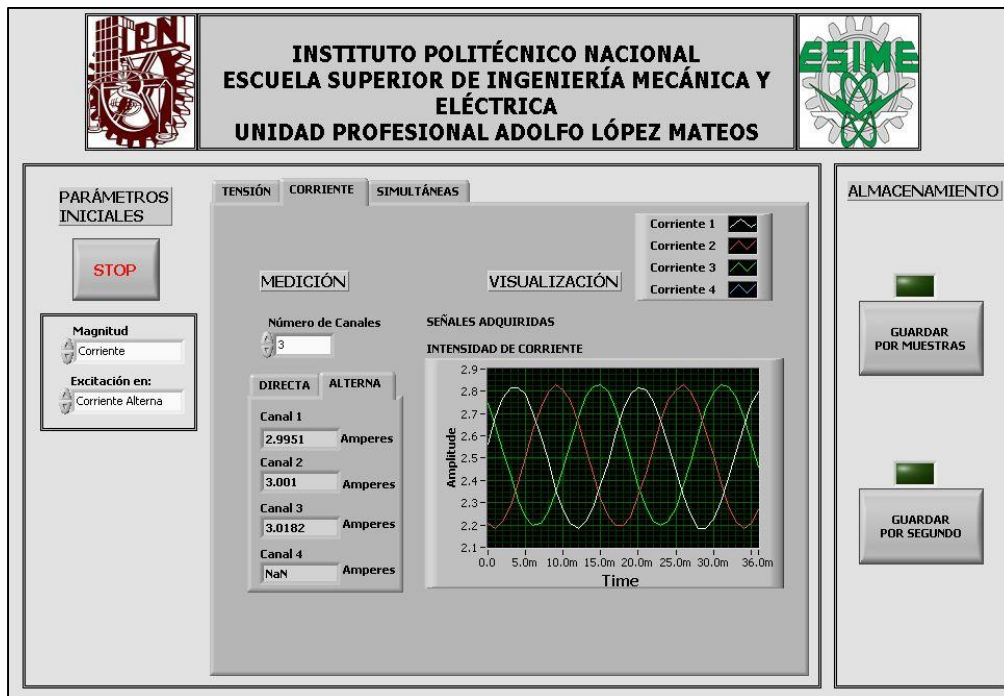 IPN
INSTITUTO POLITÉCNICO NACIONAL
ESCUELA SUPERIOR DE INGENIERÍA MECÁNICA Y
ELÉCTRICA
UNIDAD PROFESIONAL ADOLFO LÓPEZ MATEOS
ESIME
PARÁMETROS
INICIALES
STOP
Magnitud
Corriente
Excitación en:
Corriente Alterna
TENSIÓN
CORRIENTE
SIMULTÁNEAS
Corriente 1
Corriente 2
Corriente 3
Corriente 4
MEDICIÓN
VISUALIZACIÓN
Número de Canales
3
DIRECTA
ALTERNA
Canal 1
2.9951 Amperes
Canal 2
3.001 Amperes
Canal 3
3.0182 Amperes
Canal 4
NaN Amperes
SEÑALES ADQUIRIDAS
INTENSIDAD DE CORRIENTE
Amplitude
2.9
2.8
2.7
2.6
2.5
2.4
2.3
2.2
2.1
0.0 5.0m 10.0m 15.0m 20.0m 25.0m 30.0m 36.0m
Time
ALMACENAMIENTO
GUARDAR
POR MUESTRAS
GUARDAR
POR SEGUNDO